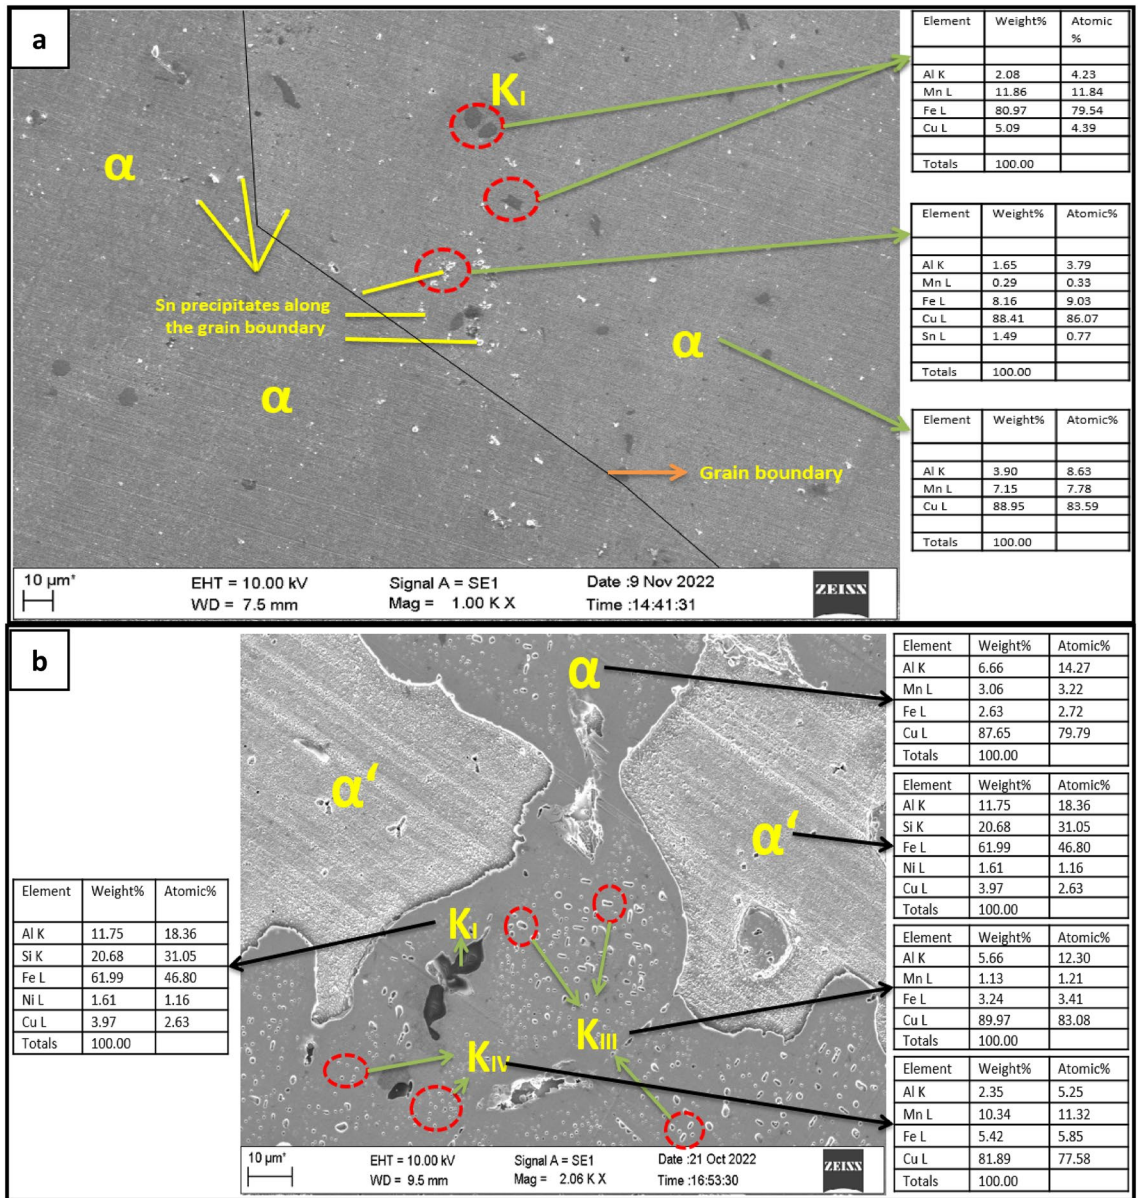 a
K_I
α
Sn precipitates along
the grain boundary
α
α
Grain boundary
Element Weight% Atomic
%
Al K 2.08 4.23
Mn L 11.86 11.84
Fe L 80.97 79.54
Cu L 5.09 4.39
Totals 100.00
Element Weight% Atomic%
Al K 1.65 3.79
Mn L 0.29 0.33
Fe L 8.16 9.03
Cu L 88.41 86.07
Sn L 1.49 0.77
Totals 100.00
Element Weight% Atomic%
Al K 3.90 8.63
Mn L 7.15 7.78
Cu L 88.95 83.59
Totals 100.00
10 µm*
EHT = 10.00 kV Signal A = SE1 Date :9 Nov 2022
WD = 7.5 mm Mag = 1.00 K X Time :14:41:31
ZEISS
b
α
α‘
α‘
K_I
K_III
K_IV
Element Weight% Atomic%
Al K 11.75 18.36
Si K 20.68 31.05
Fe L 61.99 46.80
Ni L 1.61 1.16
Cu L 3.97 2.63
Totals 100.00
Element Weight% Atomic%
Al K 6.66 14.27
Mn L 3.06 3.22
Fe L 2.63 2.72
Cu L 87.65 79.79
Totals 100.00
Element Weight% Atomic%
Al K 11.75 18.36
Si K 20.68 31.05
Fe L 61.99 46.80
Ni L 1.61 1.16
Cu L 3.97 2.63
Totals 100.00
Element Weight% Atomic%
Al K 5.66 12.30
Mn L 1.13 1.21
Fe L 3.24 3.41
Cu L 89.97 83.08
Totals 100.00
Element Weight% Atomic%
Al K 2.35 5.25
Mn L 10.34 11.32
Fe L 5.42 5.85
Cu L 81.89 77.58
Totals 100.00
10 µm*
EHT = 10.00 kV Signal A = SE1 Date :21 Oct 2022
WD = 9.5 mm Mag = 2.06 K X Time :16:53:30
ZEISS